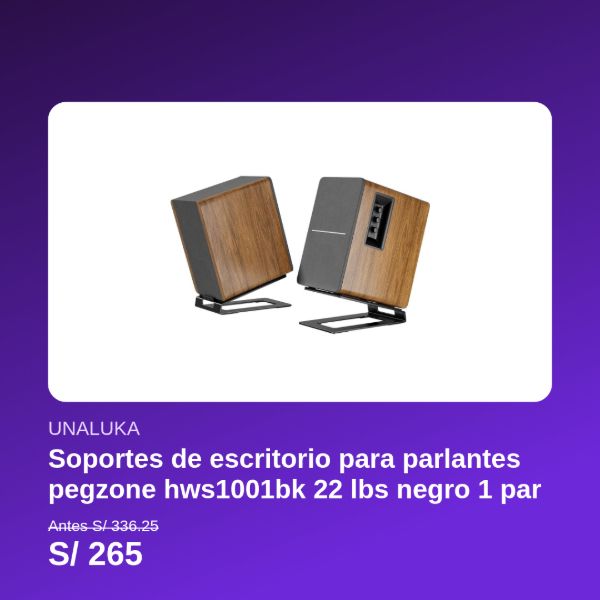 UNALUKA
Soportes de escritorio para parlantes
pegzone hws1001bk 22 lbs negro 1 par
Antes S/ 336.25
S/ 265